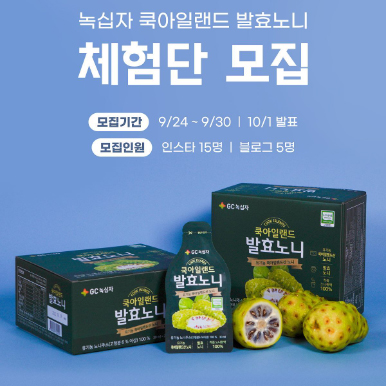 녹십자 쿡아일랜드 발효노니
체험단 모집
모집기간 9/24 ~ 9/30 | 10/1 발표
모집인원 인스타 15명 | 블로그 5명
GC녹십자
COOK ISLANDS
쿡아일랜드
발효노니
GC녹십자
쿡아일랜드
발효노니
100%
GC녹십자
쿡아일랜드
발효노니